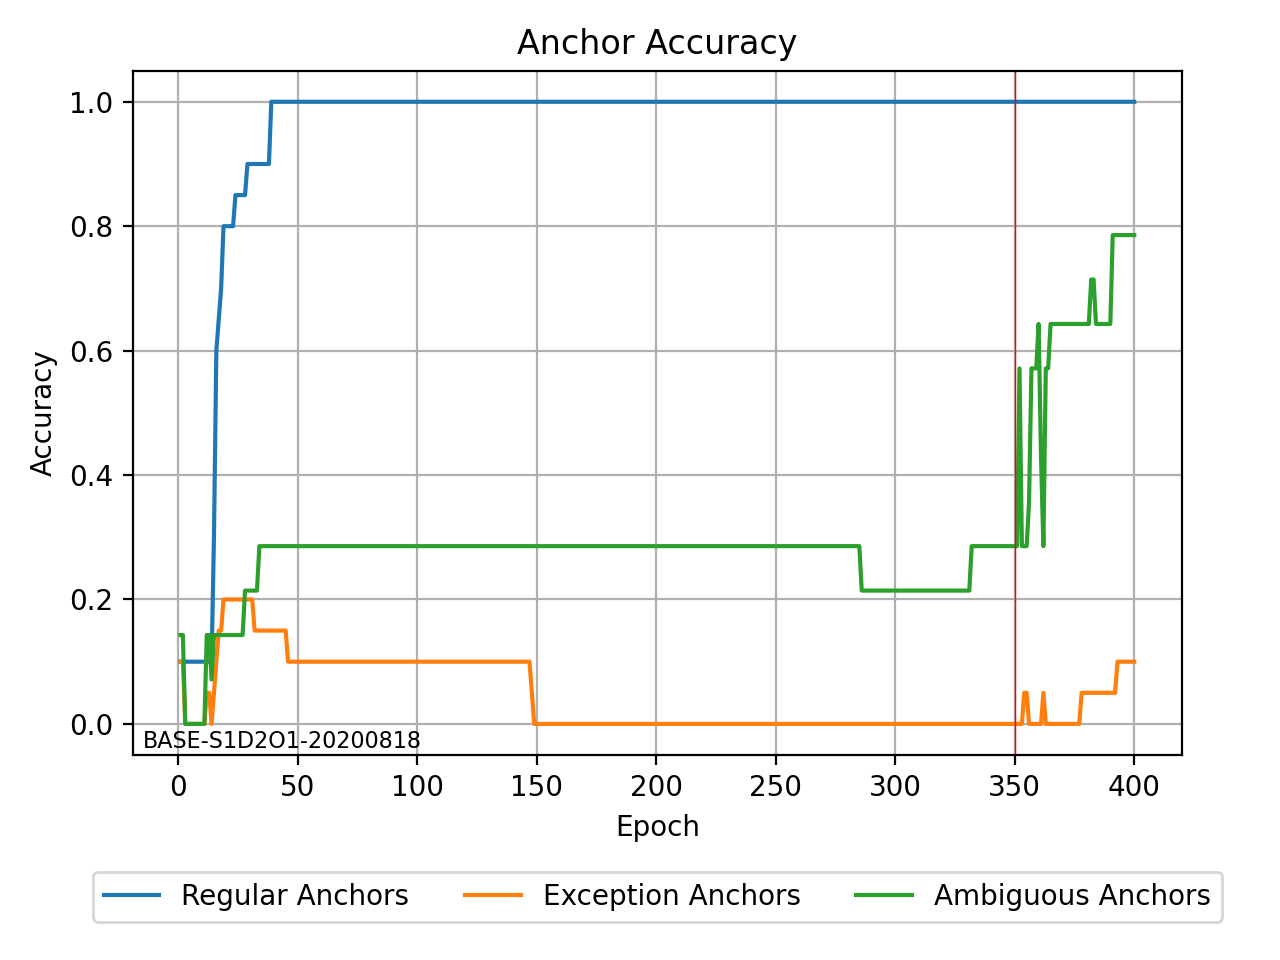 Anchor Accuracy
Accuracy
1.0
0.8
0.6
0.4
0.2
0.0
BASE-S1D2O1-20200818
0 50 100 150 200 250 300 350 400
Epoch
Regular Anchors Exception Anchors Ambiguous Anchors